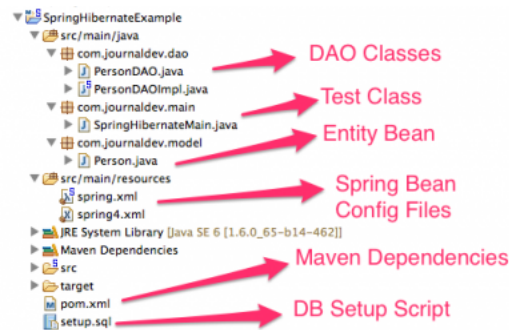 SpringHibernateExample
src/main/java
com.journaldev.dao
PersonDAO.java
PersonDAOImpl.java
com.journaldev.main
SpringHibernateMain.java
com.journaldev.model
Person.java
src/main/resources
spring.xml
spring4.xml
JRE System Library [Java SE 6 [1.6.0_65-b14-462]]
Maven Dependencies
src
target
pom.xml
setup.sql
DAO Classes
Test Class
Entity Bean
Spring Bean
Config Files
Maven Dependencies
DB Setup Script